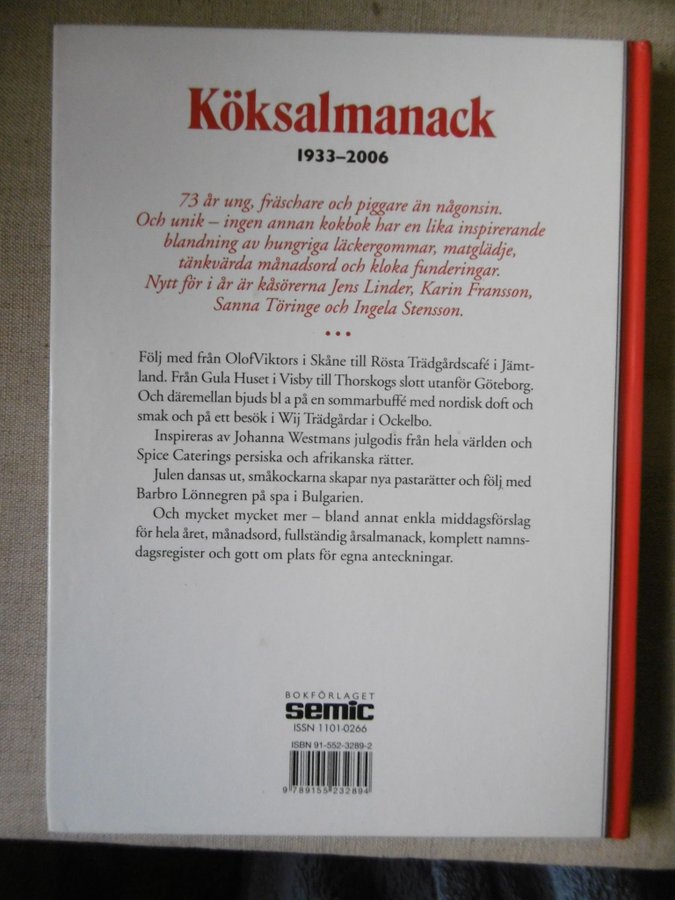 Köksalmanack
1933–2006
73 år ung, fräschare och piggare än någonsin.
Och unik – ingen annan kokbok har en lika inspirerande
blandning av hungriga läckergommar, matglädje,
tänkvärda månadsord och kloka funderingar.
Nytt för i år är kåsörerna Jens Linder, Karin Fransson,
Sanna Töringe och Ingela Stensson.
•••
Följ med från OlofViktors i Skåne till Rösta Trädgårdscafé i Jämt-
land. Från Gula Huset i Visby till Thorskogs slott utanför Göteborg.
Och däremellan bjuds bl a på en sommarbuffé med nordisk doft och
smak och på ett besök i Wij Trädgårdar i Ockelbo.
Inspireras av Johanna Westmans julgodis från hela världen och
Spice Caterings persiska och afrikanska rätter.
Julen dansas ut, småkockarna skapar nya pastarätter och följ med
Barbro Lönnegren på spa i Bulgarien.
Och mycket mycket mer – bland annat enkla middagsförslag
för hela året, månadsord, fullständig årsalmanack, komplett namns-
dagsregister och gott om plats för egna anteckningar.
BOKFÖRLAGET
semic
ISSN 1101-0266
ISBN 91-552-3289-2
9 789155 232894